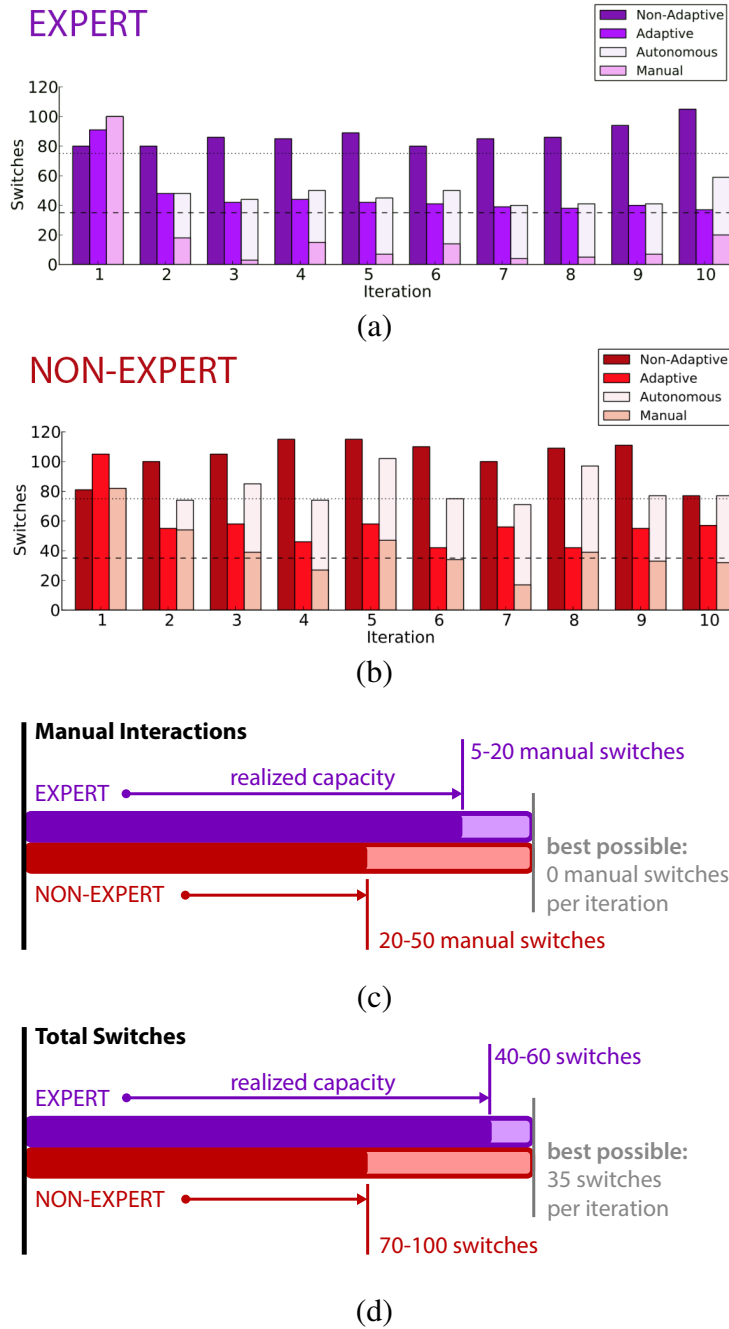 EXPERT
Non-Adaptive
Adaptive
Autonomous
Manual
120
100
80
60
40
20
0
Switches
1 2 3 4 5 6 7 8 9 10
Iteration
(a)
NON-EXPERT
Non-Adaptive
Adaptive
Autonomous
Manual
120
100
80
60
40
20
0
Switches
1 2 3 4 5 6 7 8 9 10
Iteration
(b)
Manual Interactions
5-20 manual switches
realized capacity
EXPERT
best possible:
0 manual switches
per iteration
NON-EXPERT
20-50 manual switches
(c)
Total Switches
40-60 switches
realized capacity
EXPERT
best possible:
35 switches
per iteration
NON-EXPERT
70-100 switches
(d)